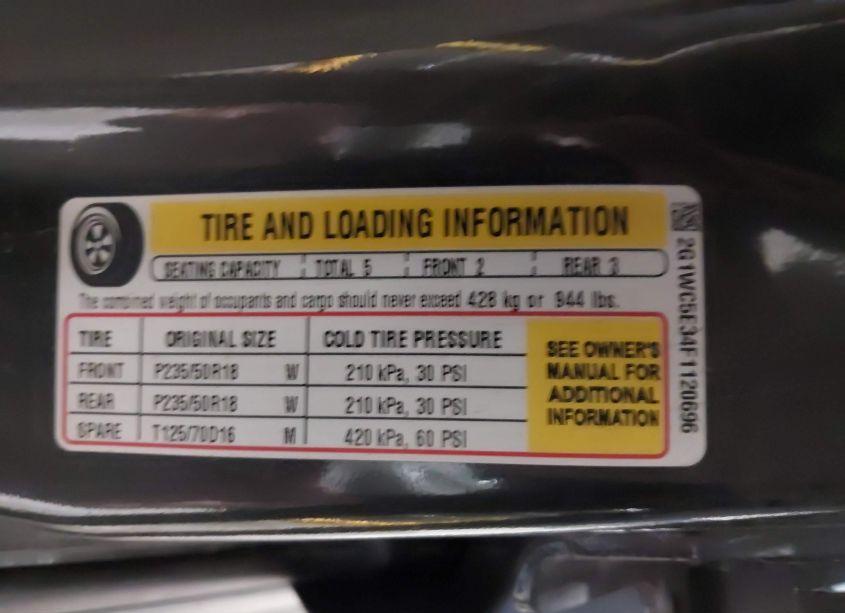 TIRE AND LOADING INFORMATION
SEATING CAPACITY TOTAL 5 FRONT 2 REAR 3
The combined weight of occupants and cargo should never exceed 428 kg or 944 lbs.
TIRE ORIGINAL SIZE COLD TIRE PRESSURE
FRONT P235/50R18 W 210 kPa, 30 PSI
REAR P235/50R18 W 210 kPa, 30 PSI
SPARE T125/70D16 M 420 kPa, 60 PSI
SEE OWNER'S
MANUAL FOR
ADDITIONAL
INFORMATION
2G1WC5E34F1120696